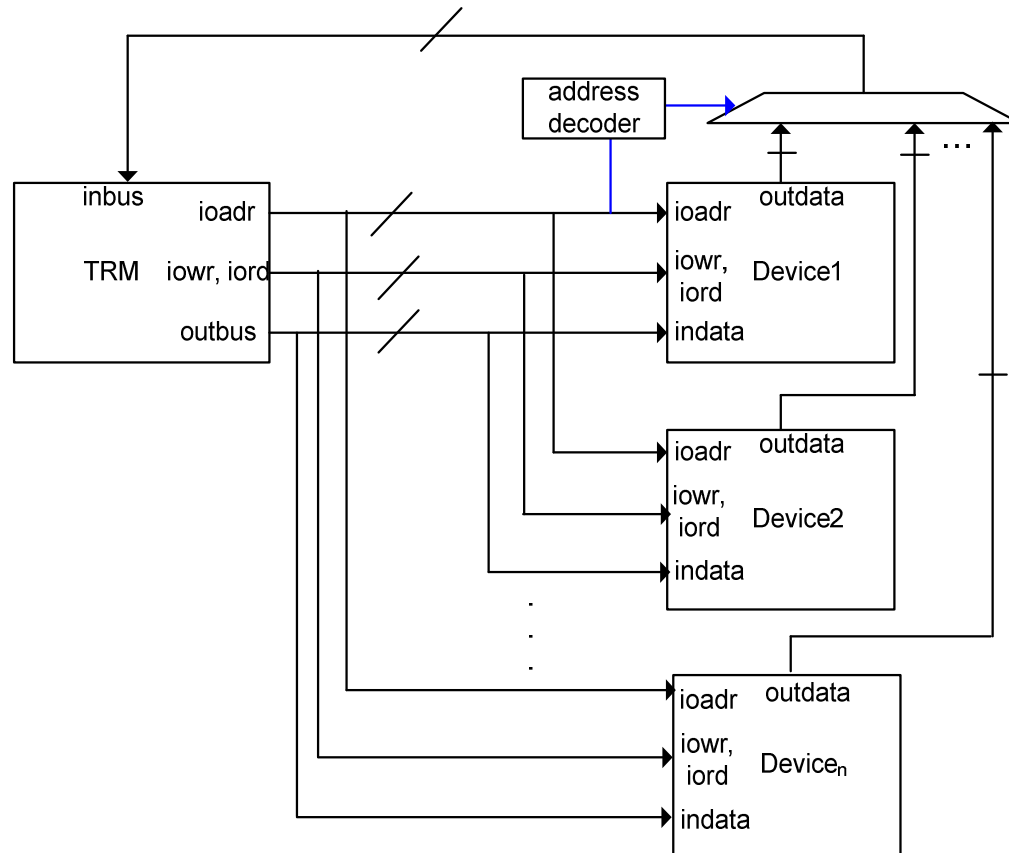 address
decoder
...
inbus
ioadr
TRM
iowr, iord
outbus
outdata
ioadr
iowr,
iord
Device1
indata
outdata
ioadr
iowr,
iord
Device2
indata
.
.
.
outdata
ioadr
iowr,
iord
Deviceₙ
indata